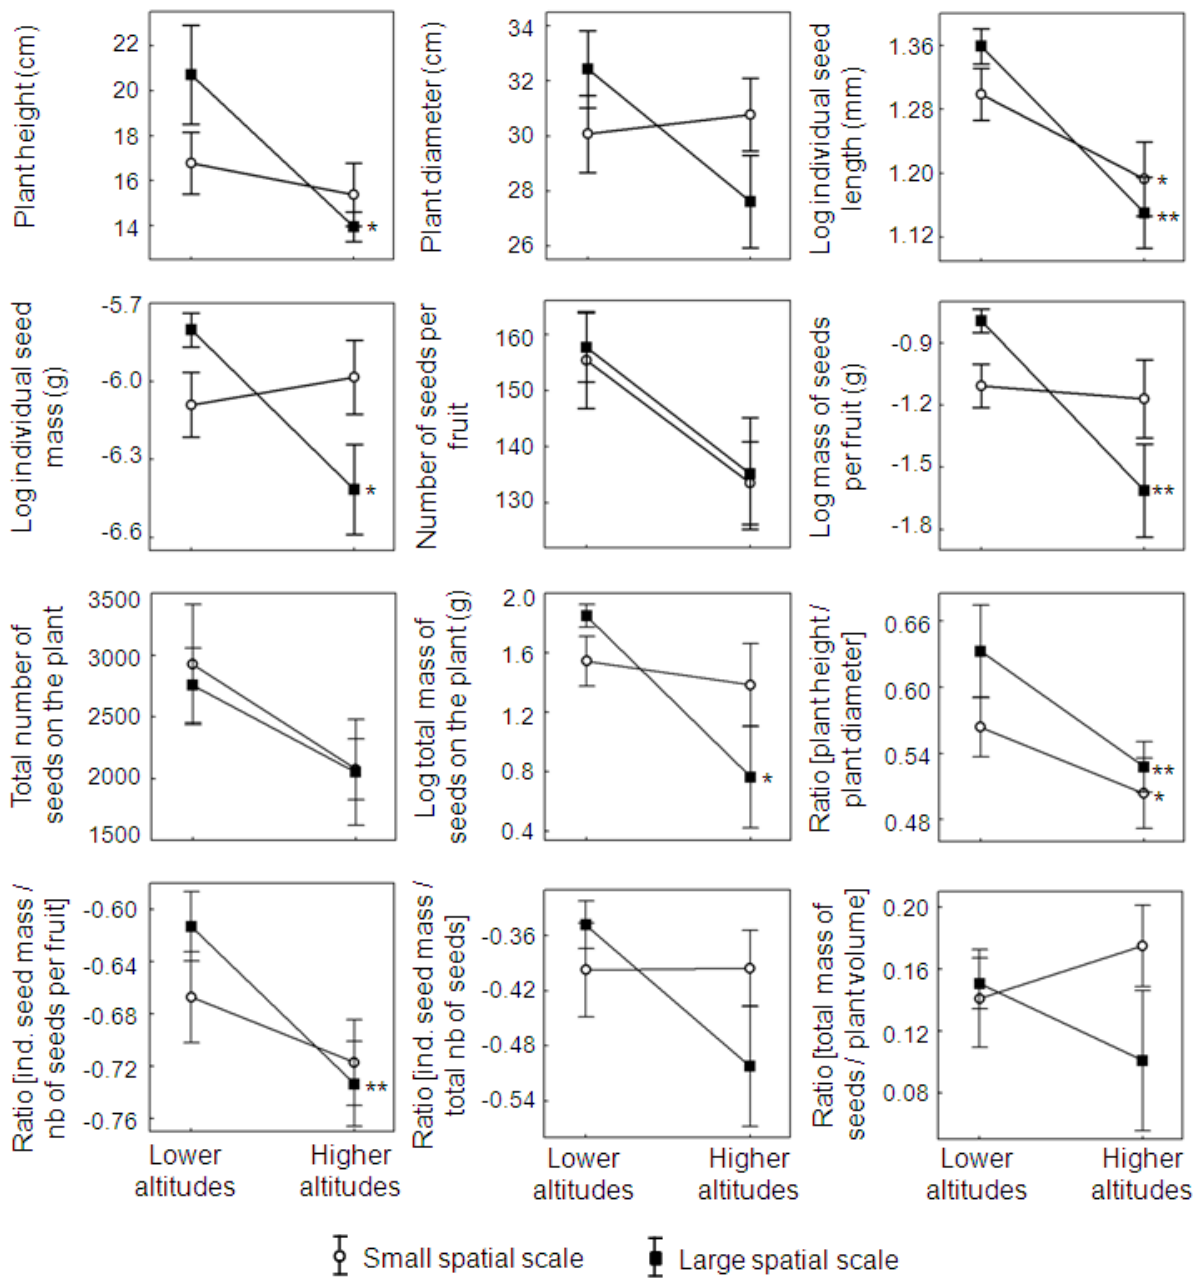 Plant height (cm)
22
20
18
16
14
*
Plant diameter (cm)
34
32
30
28
26
Log individual seed
length (mm)
1.36
1.28
1.20
1.12
*
**
Log individual seed
mass (g)
-5.7
-6.0
-6.3
-6.6
*
Number of seeds per
fruit
160
150
140
130
Log mass of seeds
per fruit (g)
-0.9
-1.2
-1.5
-1.8
**
Total number of
seeds on the plant
3500
3000
2500
2000
1500
Log total mass of
seeds on the plant (g)
2.0
1.6
1.2
0.8
0.4
*
Ratio [plant height /
plant diameter]
0.66
0.60
0.54
0.48
**
*
Ratio [ind. seed mass /
nb of seeds per fruit]
-0.60
-0.64
-0.68
-0.72
-0.76
**
Lower
altitudes
Higher
altitudes
Ratio [ind. seed mass /
total nb of seeds]
-0.36
-0.42
-0.48
-0.54
Lower
altitudes
Higher
altitudes
Ratio [total mass of
seeds / plant volume]
0.20
0.16
0.12
0.08
Lower
altitudes
Higher
altitudes
Small spatial scale
Large spatial scale